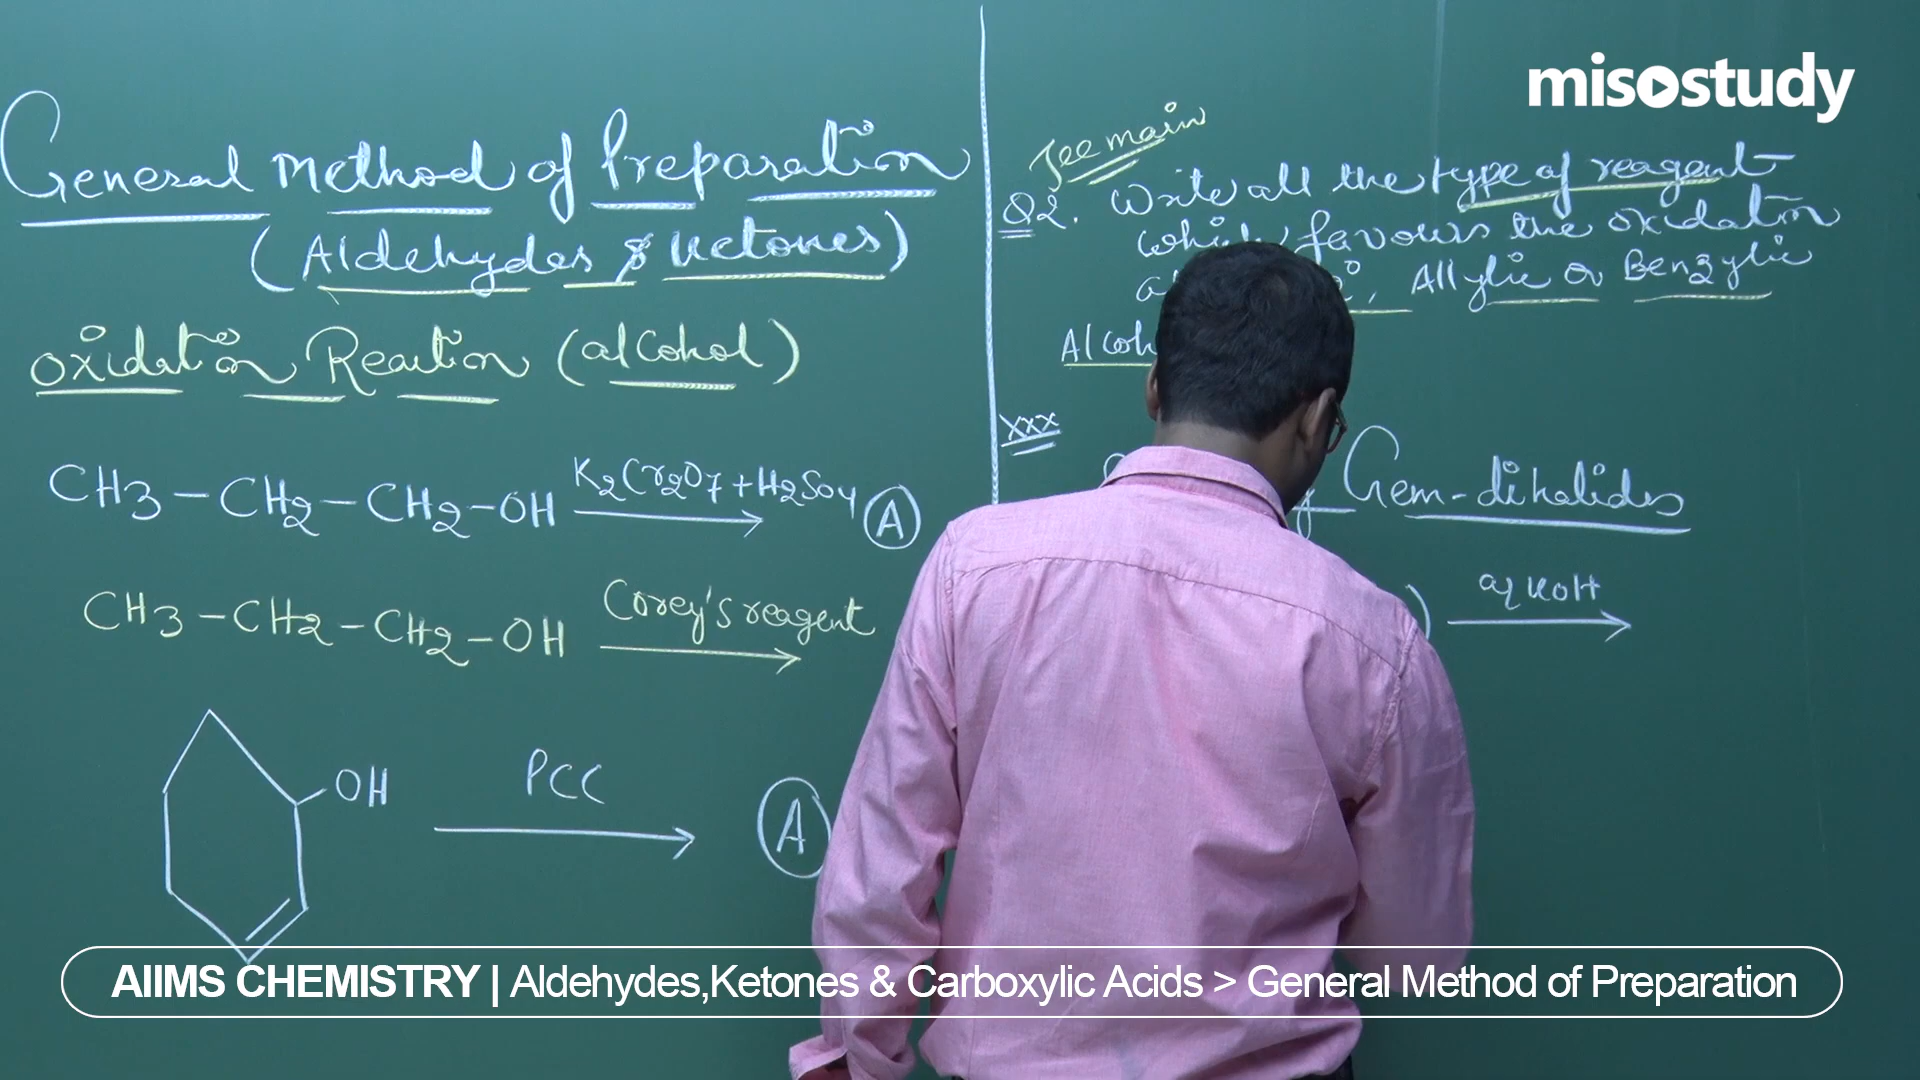 General Method of Preparation
(Aldehydes & Ketones)
Oxidation Reaction (alcohol)
CH3-CH2-CH2-OH K2Cr2O7+H2SO4 A
CH3-CH2-CH2-OH Corey's reagent
OH PCC A
misostudy
Jee main
Q2. Write all the type of reagent
which favours the oxidation
2°, Allylic or Benzylic
Alcoh
xxx
Gem-dihalides
) aq KOH
AIIMS CHEMISTRY | Aldehydes,Ketones & Carboxylic Acids > General Method of Preparation